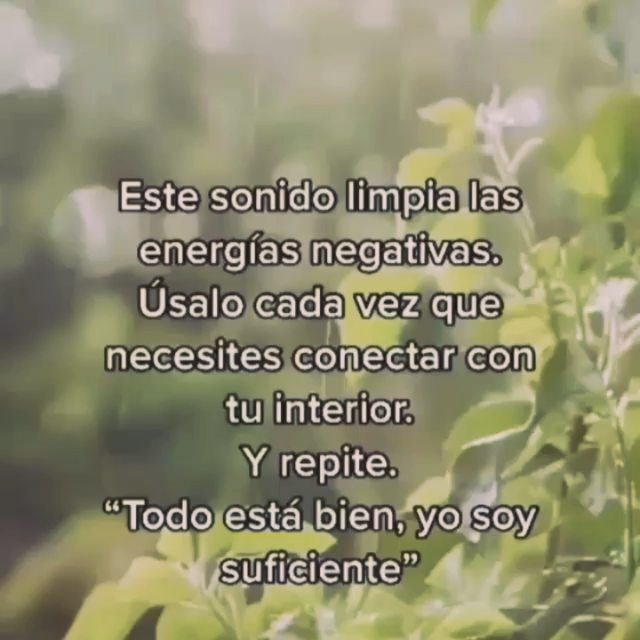 Este sonido limpia las
energías negativas.
Úsalo cada vez que
necesites conectar con
tu interior.
Y repite.
“Todo está bien, yo soy
suficiente”